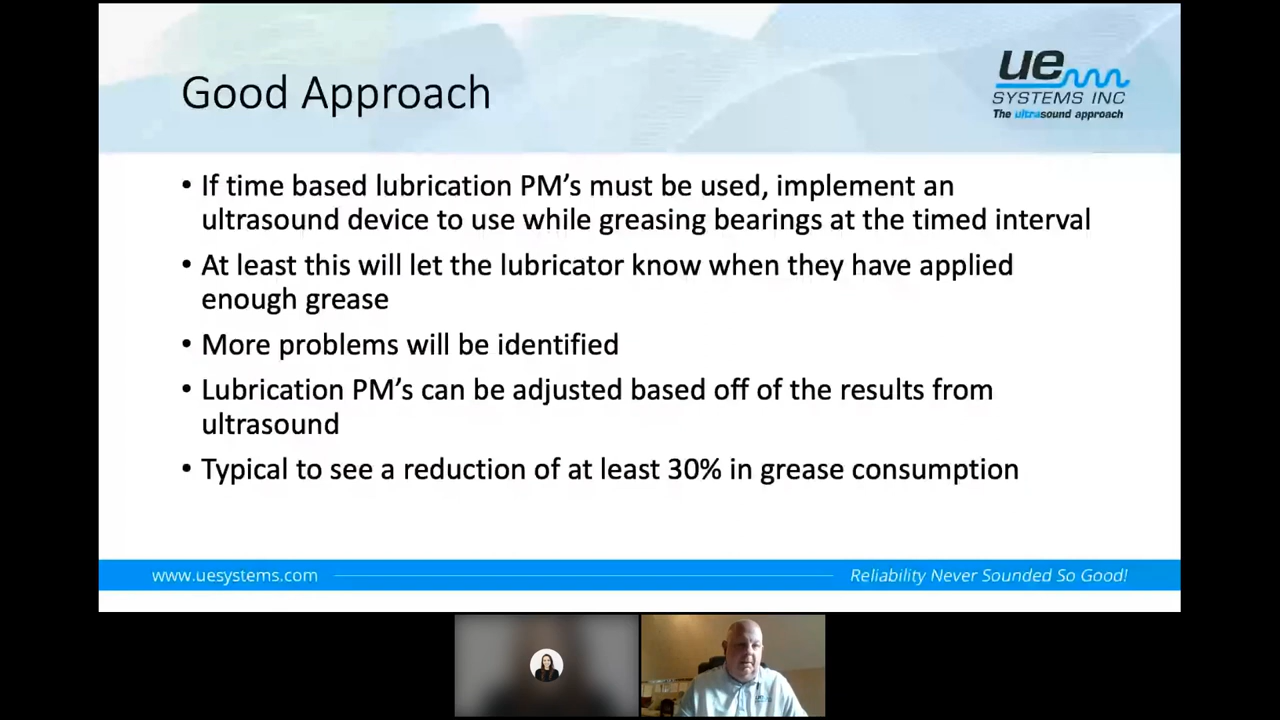 Good Approach
ue
SYSTEMS INC
The ultrasound approach
• If time based lubrication PM's must be used, implement an
ultrasound device to use while greasing bearings at the timed interval
• At least this will let the lubricator know when they have applied
enough grease
• More problems will be identified
• Lubrication PM's can be adjusted based off of the results from
ultrasound
• Typical to see a reduction of at least 30% in grease consumption
www.uesystems.com
Reliability Never Sounded So Good!